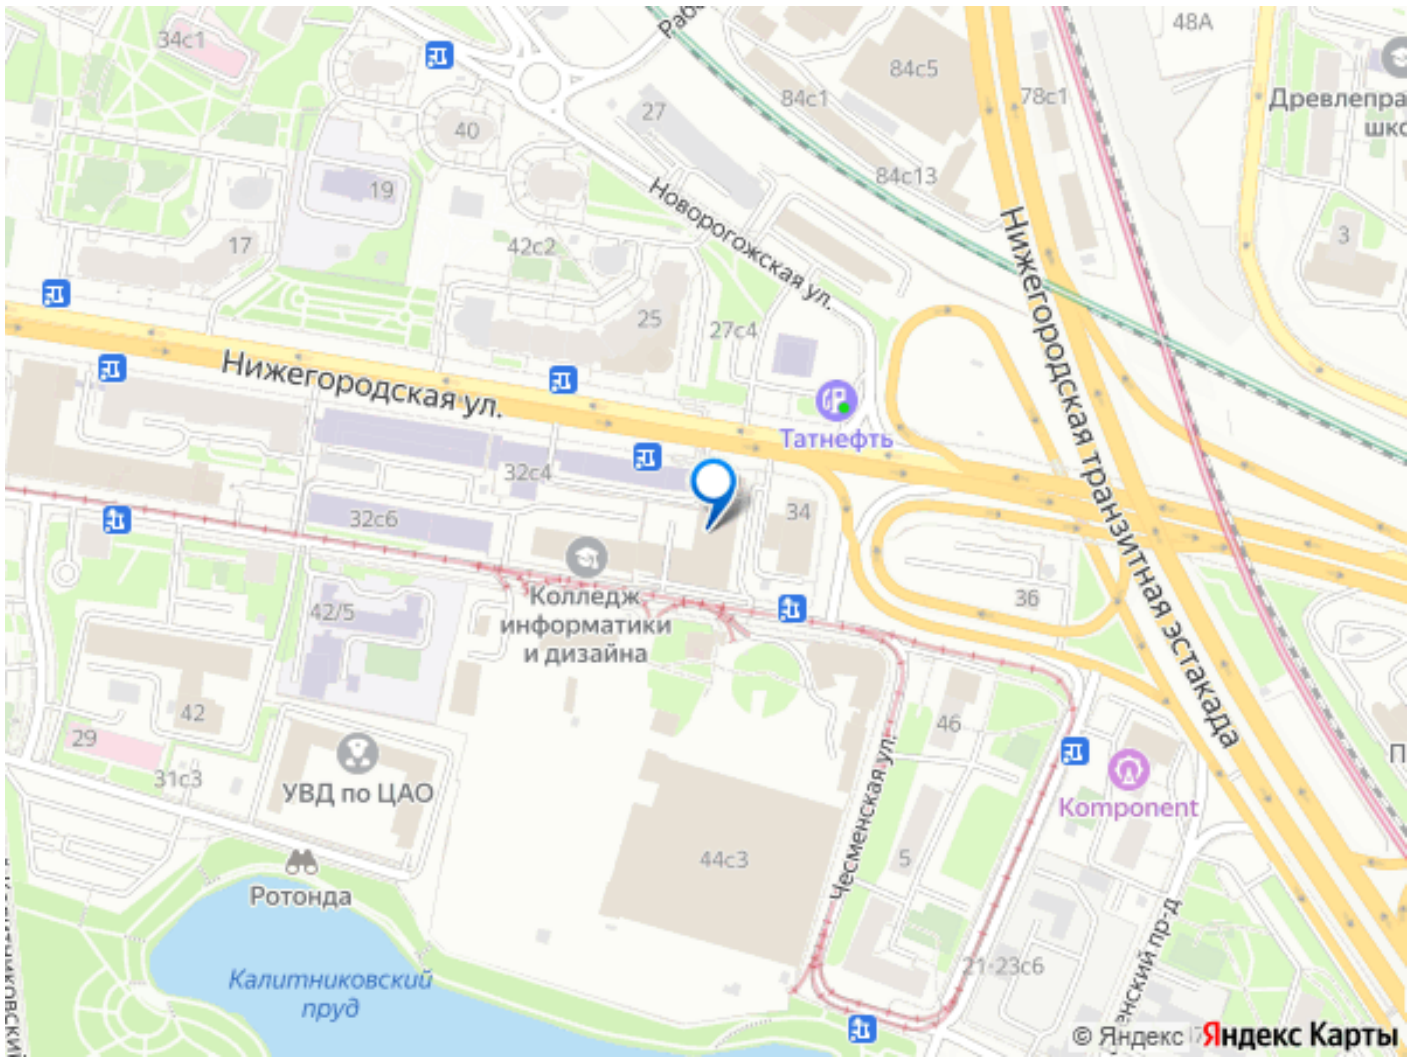 34с1
48А
84с5
84с1
78с1
Древлепра
шко
27
40
84с13
19
Новорогожская ул.
17
42с2
3
25
27с4
Нижегородская транзитная эстакада
Нижегородская ул.
Татнефть
32с4
32с6
34
Колледж
информатики
и дизайна
42/5
36
42
46
29
31с3
УВД по ЦАО
Komponent
44с3
5
Чесменская ул.
Ротонда
Калитниковский
пруд
21-23с6
енский пр-д
© Яндекс
Яндекс Карты